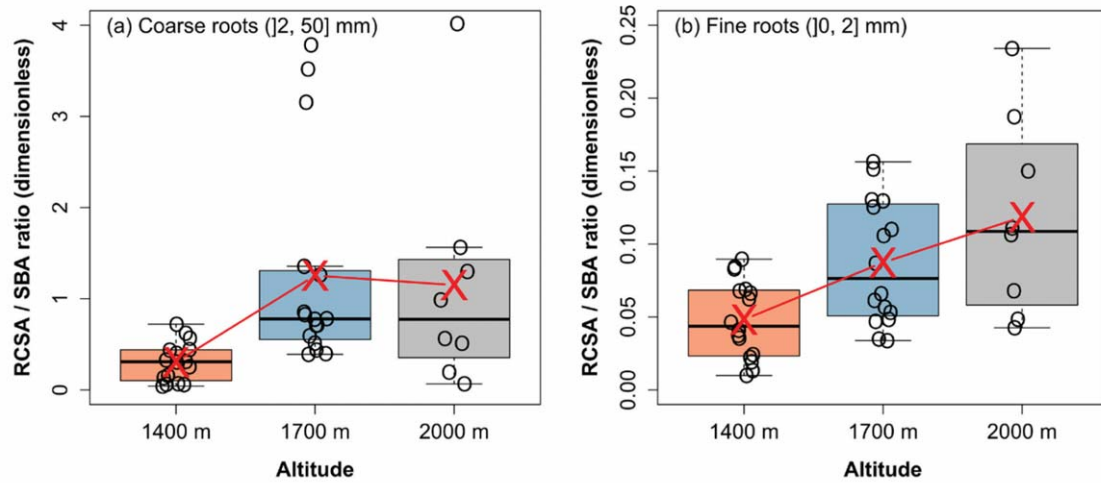 (a) Coarse roots (]2, 50] mm)
RCSA / SBA ratio (dimensionless)
4
3
2
1
0
1400 m 1700 m 2000 m
Altitude
(b) Fine roots (]0, 2] mm)
RCSA / SBA ratio (dimensionless)
0.25
0.20
0.15
0.10
0.05
0.00
1400 m 1700 m 2000 m
Altitude